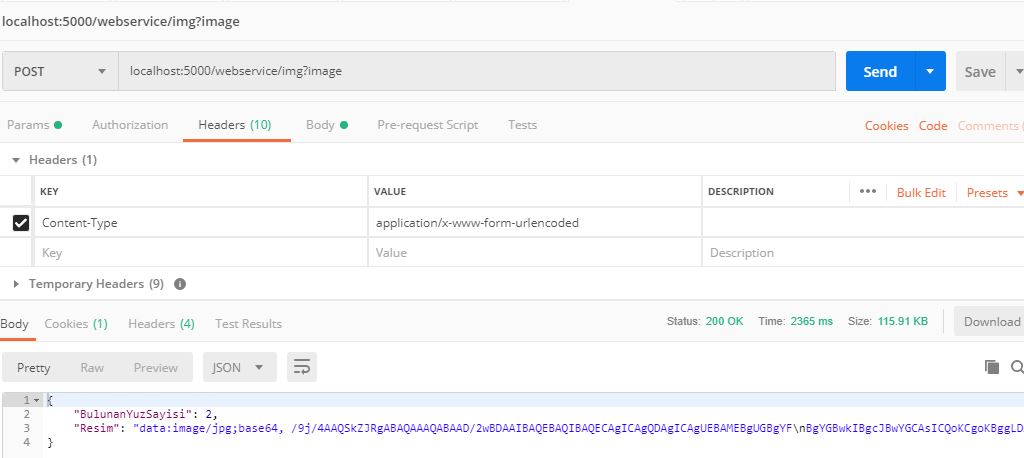 localhost:5000/webservice/img?image
POST localhost:5000/webservice/img?image Send Save
Params Authorization Headers (10) Body Pre-request Script Tests Cookies Code Comments (
Headers (1)
KEY VALUE DESCRIPTION ••• Bulk Edit Presets
Content-Type application/x-www-form-urlencoded
Key Value Description
Temporary Headers (9) i
Body Cookies (1) Headers (4) Test Results Status: 200 OK Time: 2365 ms Size: 115.91 KB Download
Pretty Raw Preview JSON
1 {
2 "BulunanYuzSayisi": 2,
3 "Resim": "data:image/jpg;base64, /9j/4AAQSkZJRgABAQAAAQABAAD/2wBDAAIBAQEBAQIBAQECAgICAgQDAgICAgUEBAMEBgUGBgYF\nBgYGBwkIBgcJBwYGCAsICQoKCgoKBggLD
4 }